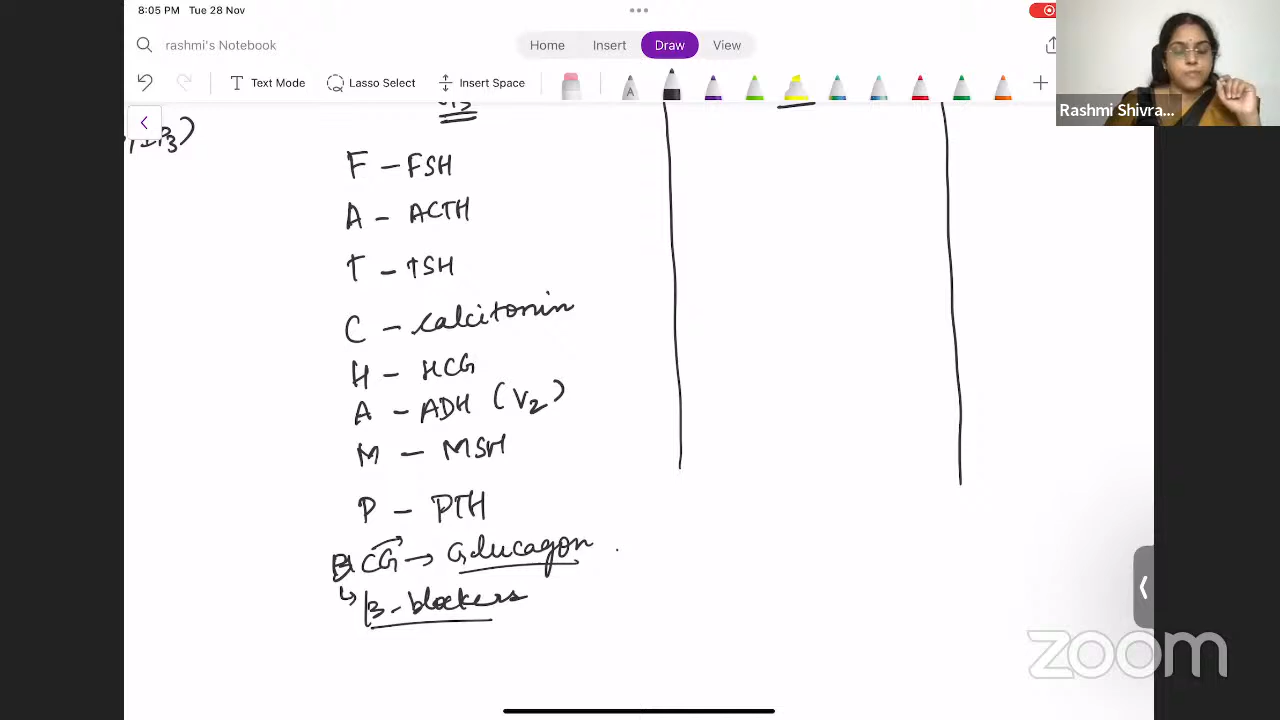 8:05 PM Tue 28 Nov
rashmi's Notebook
Home Insert Draw View
Text Mode Lasso Select Insert Space
A
Rashmi Shivra...
F - FSH
A - ACTH
T - TSH
C - calcitonin
H - HCG
A - ADH (V2)
M - MSH
P - PTH
CG → Glucagon
↳ β-blockers
zoom